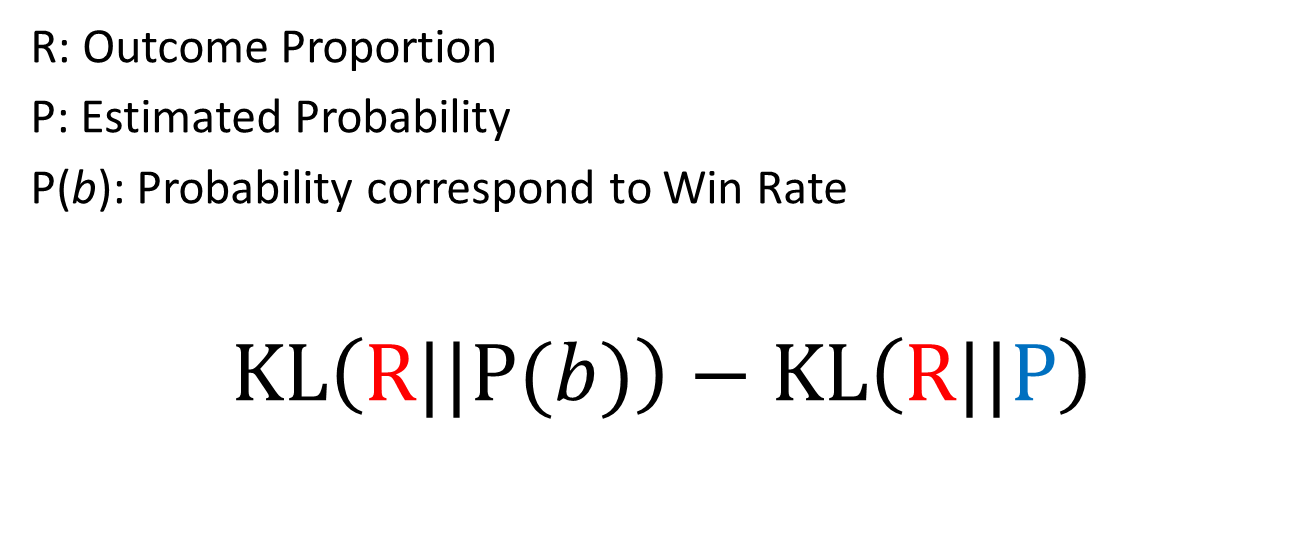 R: Outcome Proportion
P: Estimated Probability
P(b): Probability correspond to Win Rate
KL(R||P(b)) − KL(R||P)